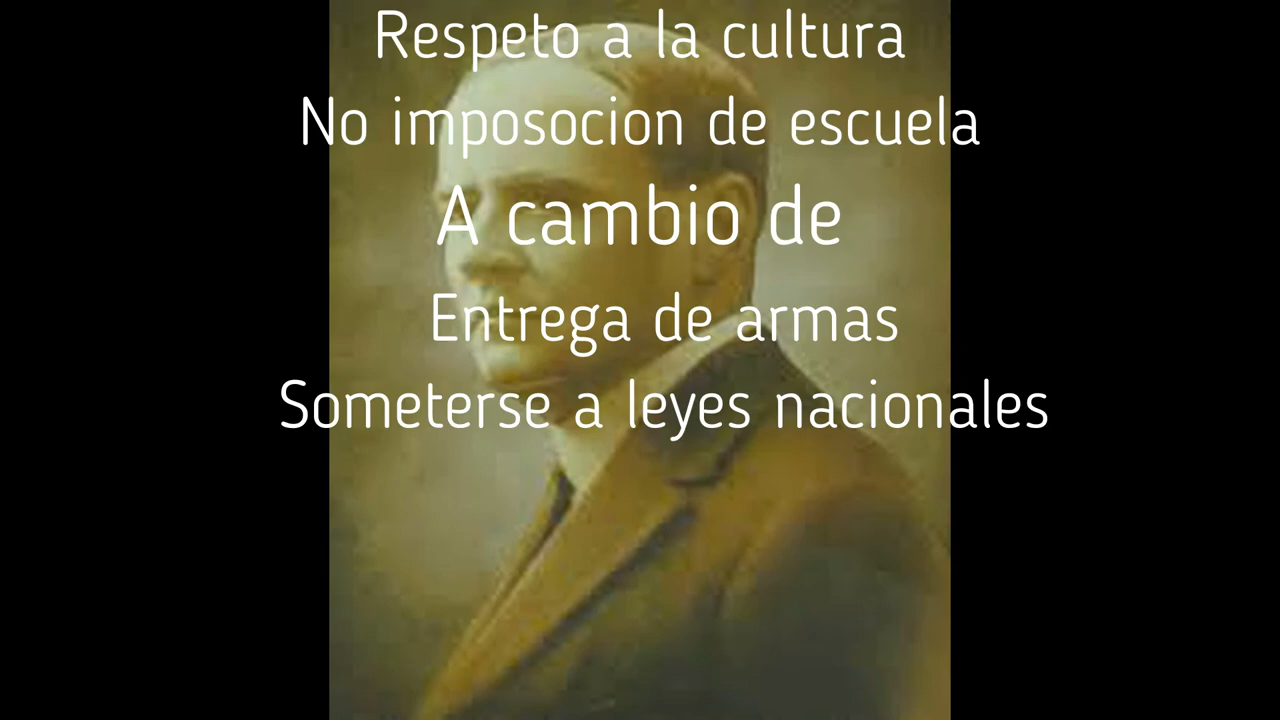 Respeto a la cultura
No imposocion de escuela
A cambio de
Entrega de armas
Someterse a leyes nacionales